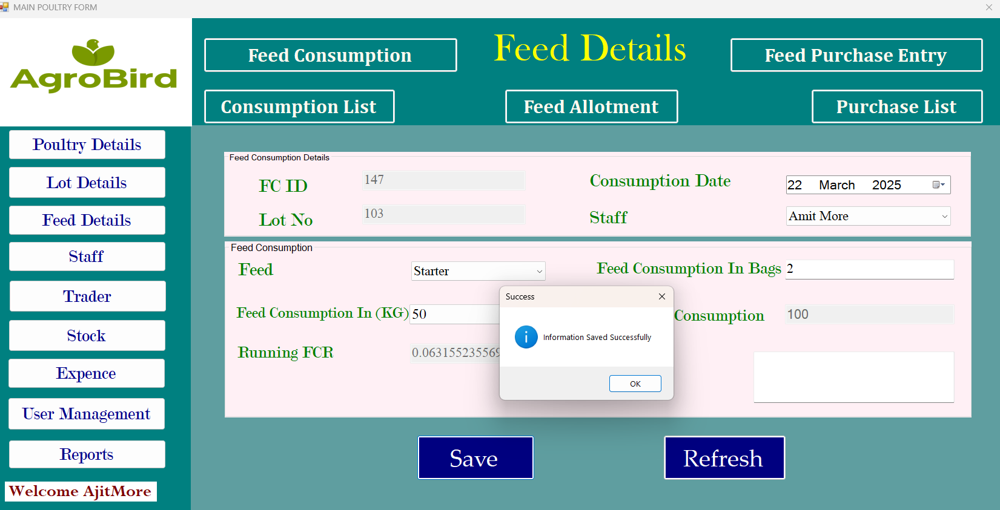 MAIN POULTRY FORM
AgroBird
Feed Consumption
Feed Details
Feed Purchase Entry
Consumption List
Feed Allotment
Purchase List
Poultry Details
Lot Details
Feed Details
Staff
Trader
Stock
Expence
User Management
Reports
Welcome AjitMore
Feed Consumption Details
FC ID
147
Consumption Date
22 March 2025
Lot No
103
Staff
Amit More
Feed Consumption
Feed
Starter
Feed Consumption In Bags
2
Feed Consumption In (KG)
50
Consumption
100
Running FCR
0.063155235569
Success
Information Saved Successfully
OK
Save
Refresh